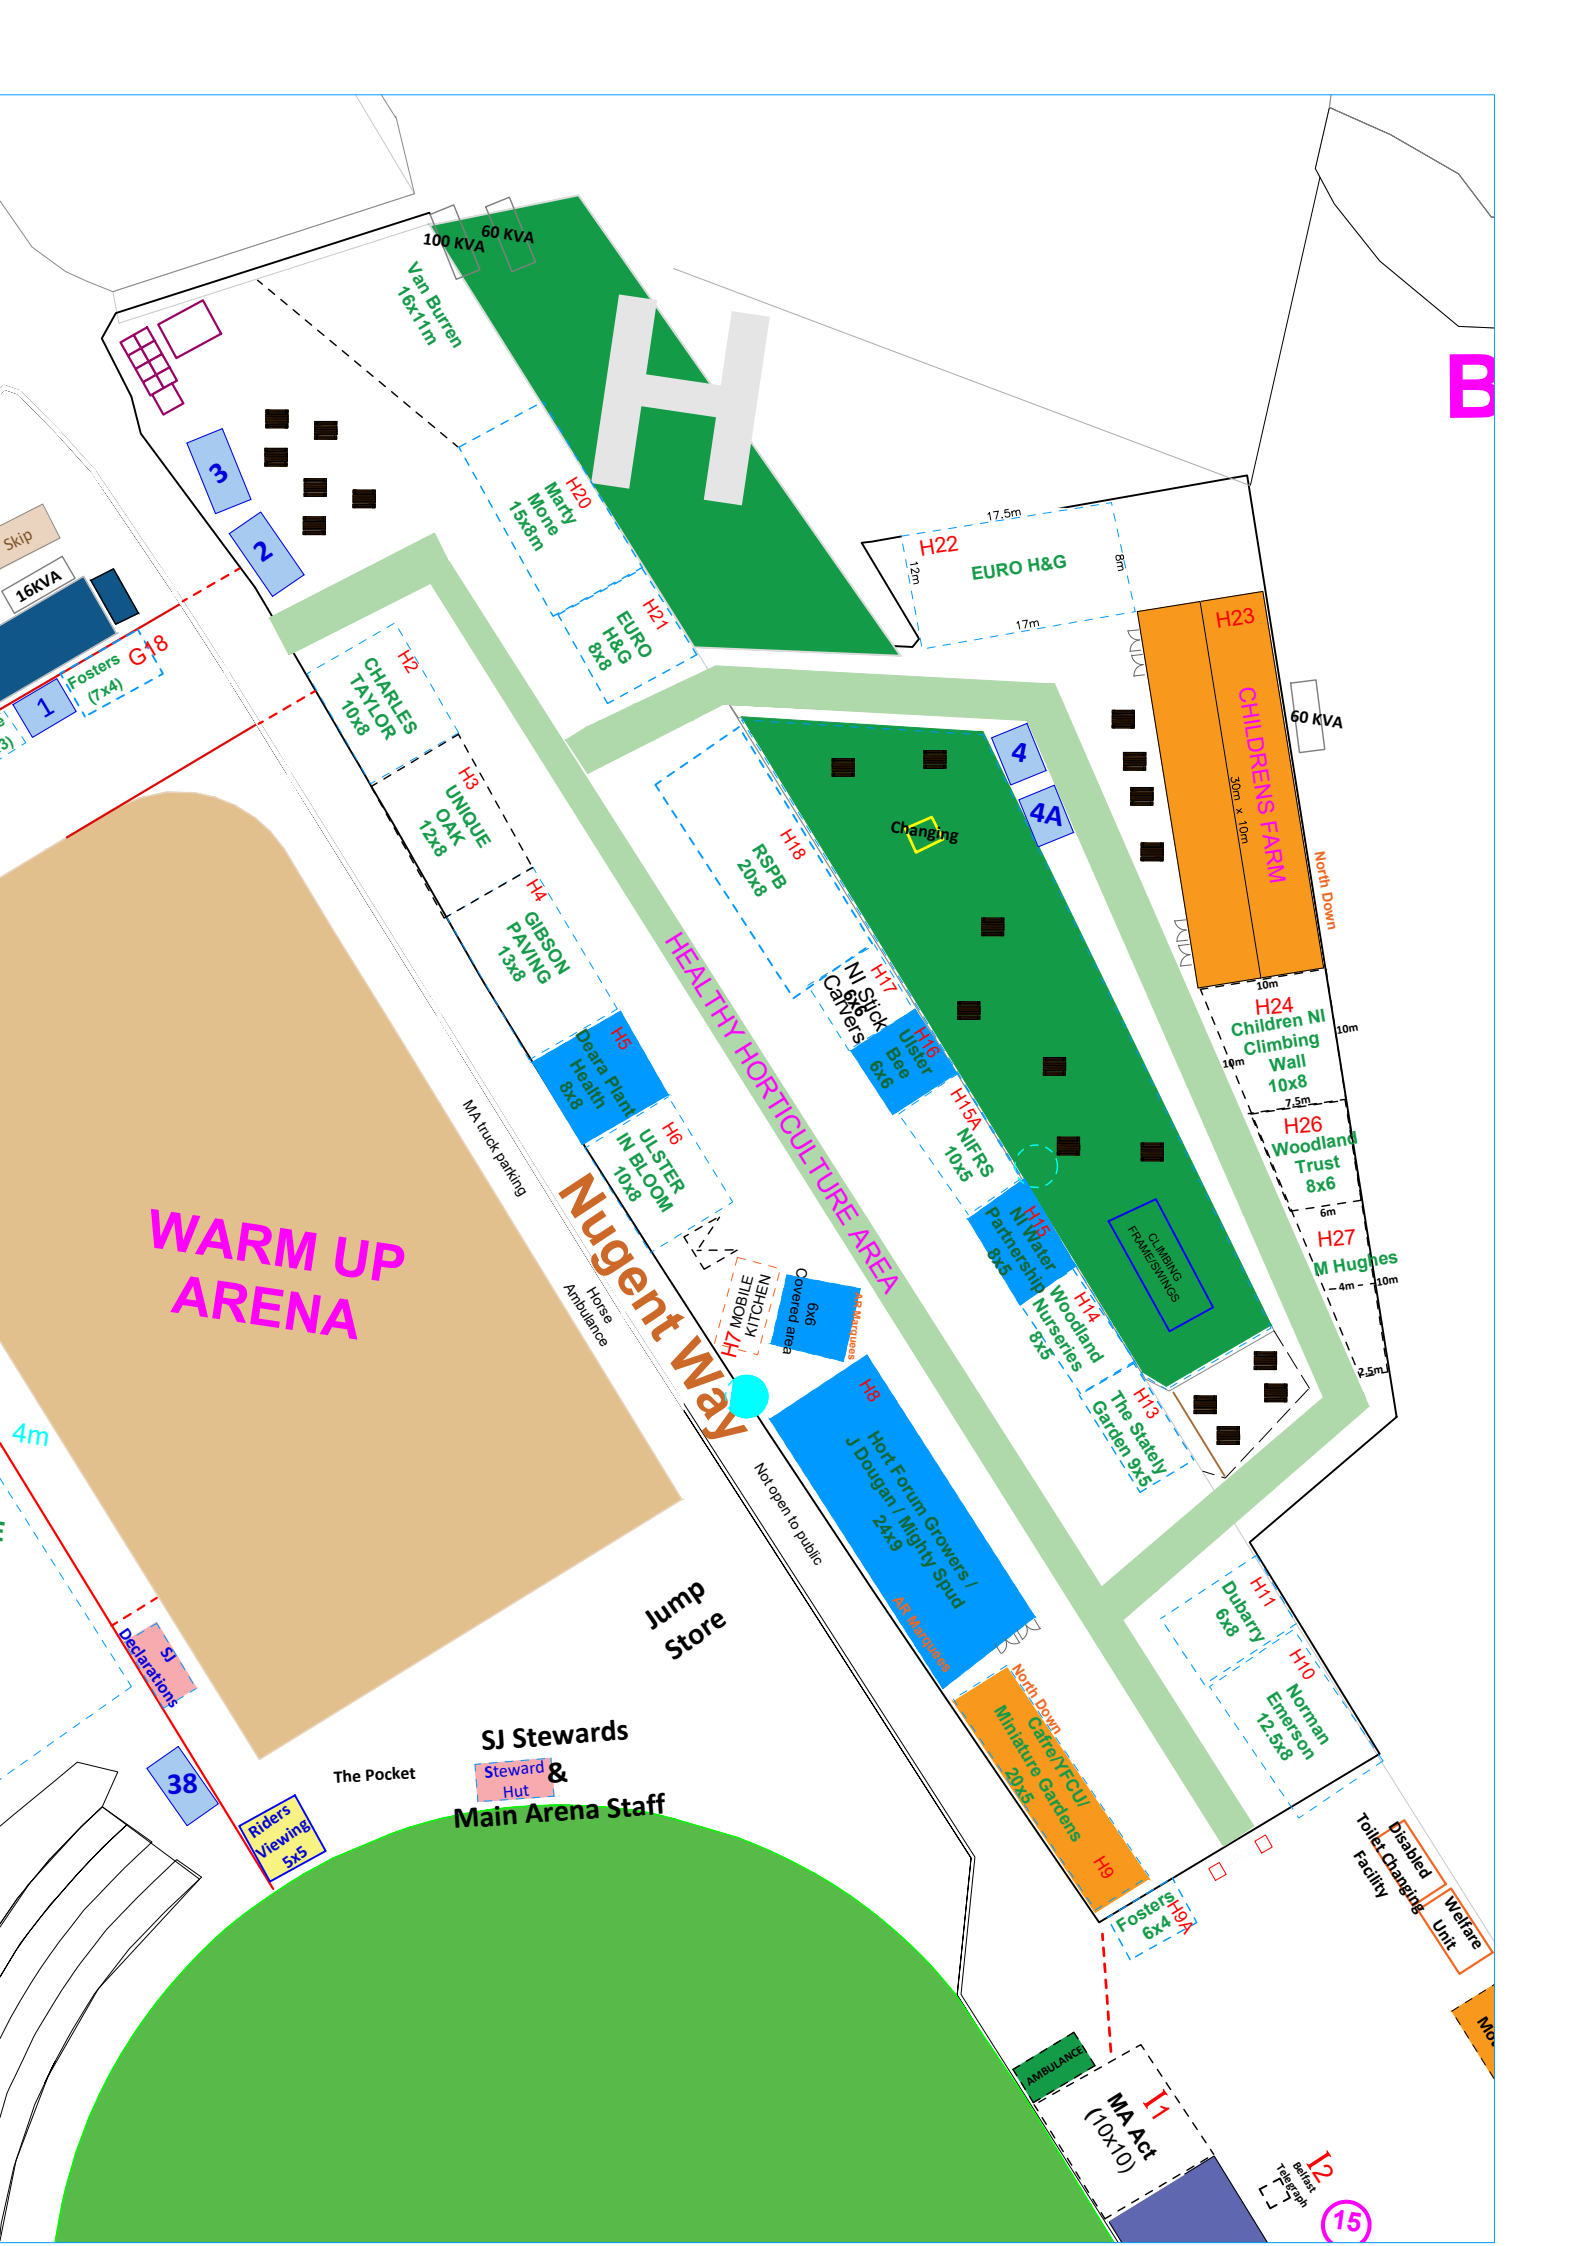 100 KVA
60 KVA
Van Burren
16x11m
H
B
3
2
Skip
16KVA
H20
Marty
Mone
15x8m
H21
EURO
H&G
8x8
17.5m
H22
12m
EURO H&G
8m
17m
H23
CHILDRENS FARM
30m x 10m
60 KVA
North Down
G18
Fosters
(7x4)
1
3)
H2
CHARLES
TAYLOR
10x8
H3
UNIQUE
OAK
12x8
H4
GIBSON
PAVING
13x8
H5
Deara Plant
Health
8x8
H6
ULSTER
IN BLOOM
10x8
HEALTHY HORTICULTURE AREA
H18
RSPB
20x8
4
4A
Changing
H17
NI Stick
Carvers
6x6
H16
Ulster
Bee
6x6
H15A
NIFRS
10x5
H15
NI Water
Partnership
8x5
H14
Woodland
Nurseries
8x5
H13
The Stately
Garden 9x5
CLIMBING
FRAME/SWINGS
10m
H24
Children NI
Climbing
Wall
10x8
10m
10m
7.5m
H26
Woodland
Trust
8x6
6m
H27
M Hughes
4m
10m
2.5m
MA truck parking
Nugent Way
Horse
Ambulance
H7 MOBILE
KITCHEN
6x6
Covered area
AR Marquees
WARM UP
ARENA
4m
E
H8
Hort Forum Growers /
J Dougan / Mighty Spud
24x9
AR Marquees
Not open to public
Jump
Store
H11
Dubarry
6x8
H10
Norman
Emerson
12.5x8
North Down
Cafre/YFCU/
Miniature Gardens
20x5
H9
H9A
Fosters
6x4
SJ
Declarations
38
Riders
Viewing
5x5
The Pocket
SJ Stewards
&
Main Arena Staff
Steward
Hut
Disabled
Toilet Changing
Facility
Welfare
Unit
AMBULANCE
I1
MA Act
(10x10)
I2
Belfast
Telegraph
15